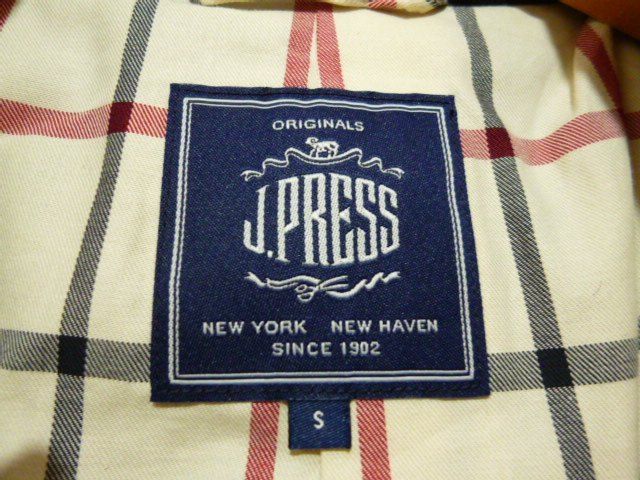 ORIGINALS
J.PRESS
NEW YORK NEW HAVEN
SINCE 1902
S